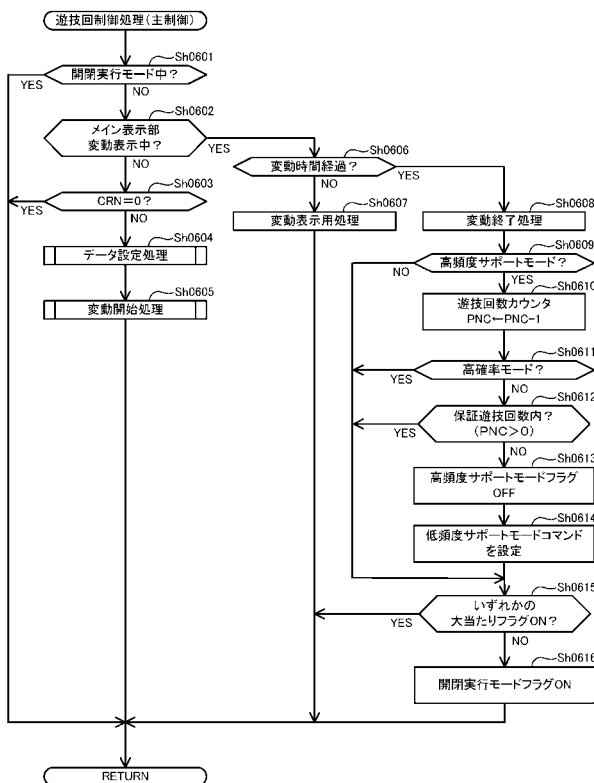 遊技回制御処理(主制御)
Sh0601
開閉実行モード中?
YES
NO
Sh0602
メイン表示部
変動表示中?
YES
NO
Sh0603
CRN=0?
YES
NO
Sh0604
データ設定処理
Sh0605
変動開始処理
Sh0606
変動時間経過?
YES
NO
Sh0607
変動表示用処理
Sh0608
変動終了処理
Sh0609
高頻度サポートモード?
NO
YES
Sh0610
遊技回数カウンタ
PNC←PNC-1
Sh0611
高確率モード?
YES
NO
Sh0612
保証遊技回数内?
(PNC>0)
YES
NO
Sh0613
高頻度サポートモードフラグ
OFF
Sh0614
低頻度サポートモードコマンド
を設定
Sh0615
いずれかの
大当たりフラグON?
YES
NO
Sh0616
開閉実行モードフラグON
RETURN